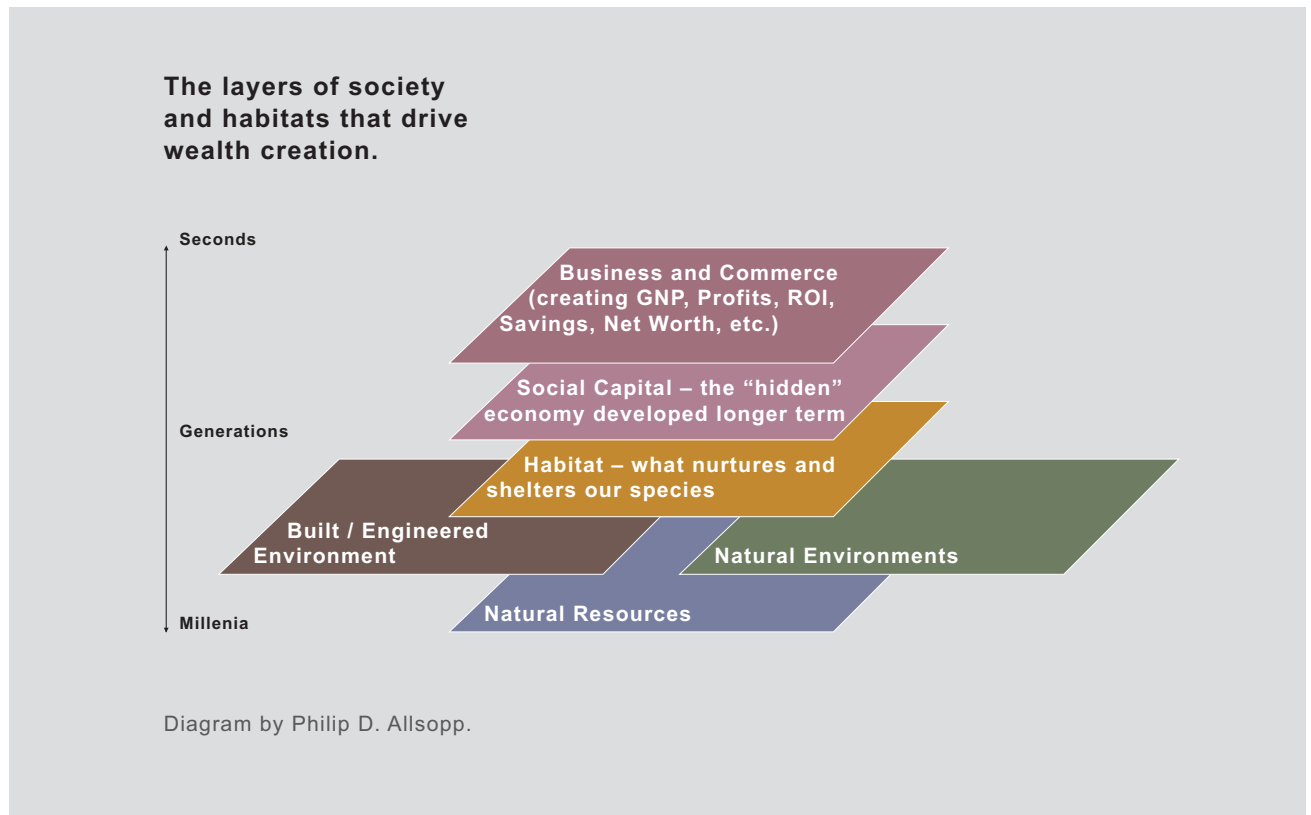 The layers of society
and habitats that drive
wealth creation.
Seconds
Business and Commerce
(creating GNP, Profits, ROI,
Savings, Net Worth, etc.)
Social Capital – the “hidden”
economy developed longer term
Generations
Habitat – what nurtures and
shelters our species
Built / Engineered
Environment
Natural Environments
Natural Resources
Millenia
Diagram by Philip D. Allsopp.